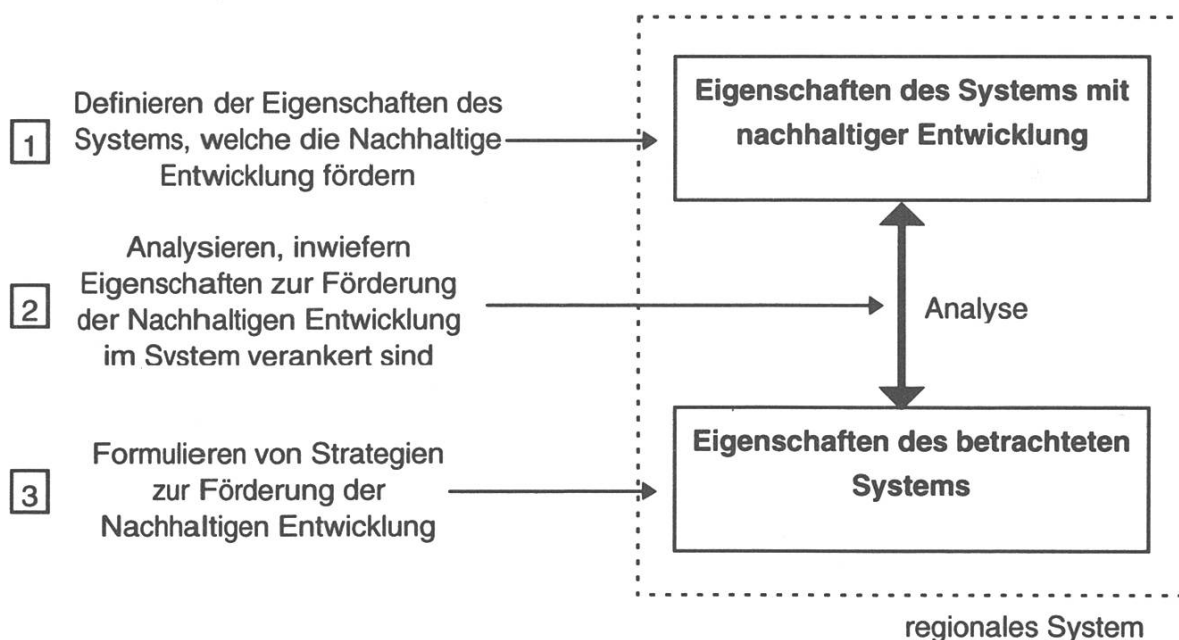 Definieren der Eigenschaften des
1
Systems, welche die Nachhaltige
Entwicklung fördern
Analysieren, inwiefern
Eigenschaften zur Förderung
2
der Nachhaltigen Entwicklung
im System verankert sind
Formulieren von Strategien
3
zur Förderung der
Nachhaltigen Entwicklung
Eigenschaften des Systems mit
nachhaltiger Entwicklung
Analyse
Eigenschaften des betrachteten
Systems
regionales System